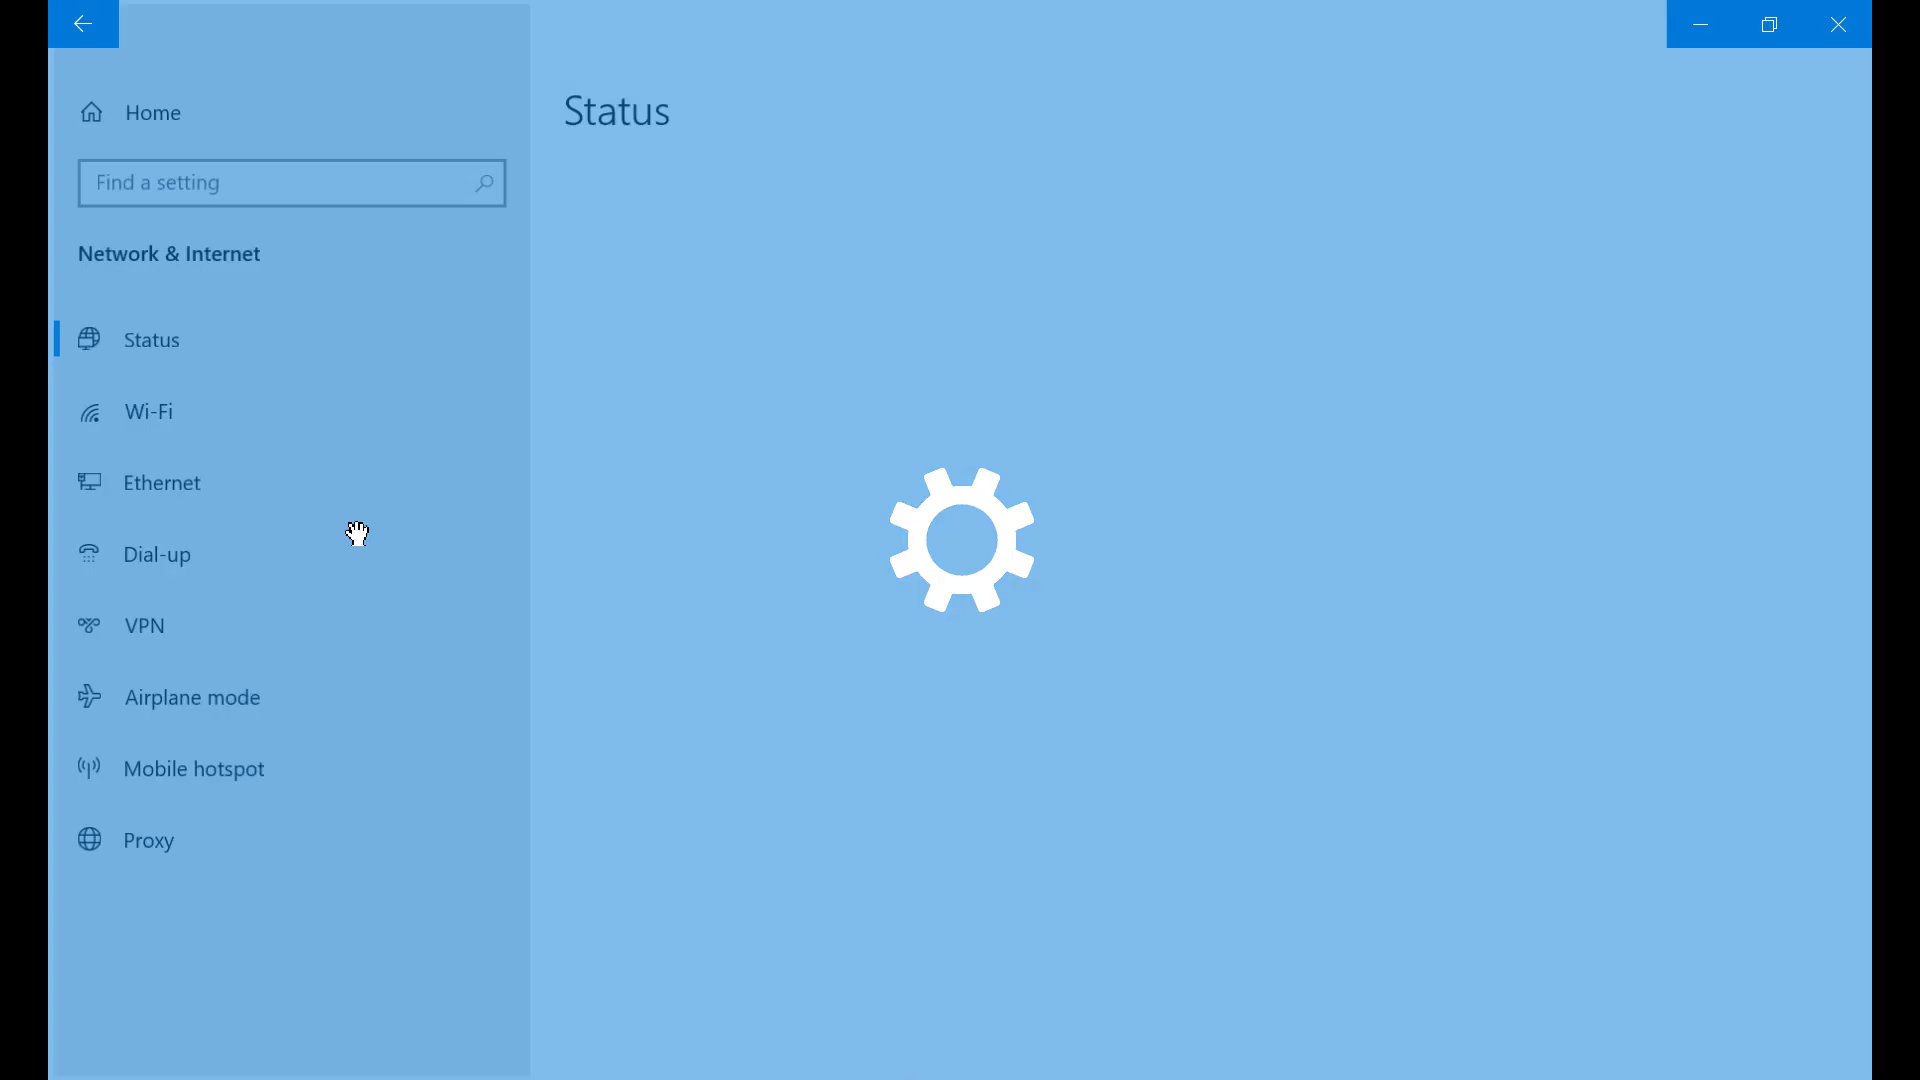 Home
Status
Find a setting
Network & Internet
Status
Wi-Fi
Ethernet
Dial-up
VPN
Airplane mode
Mobile hotspot
Proxy